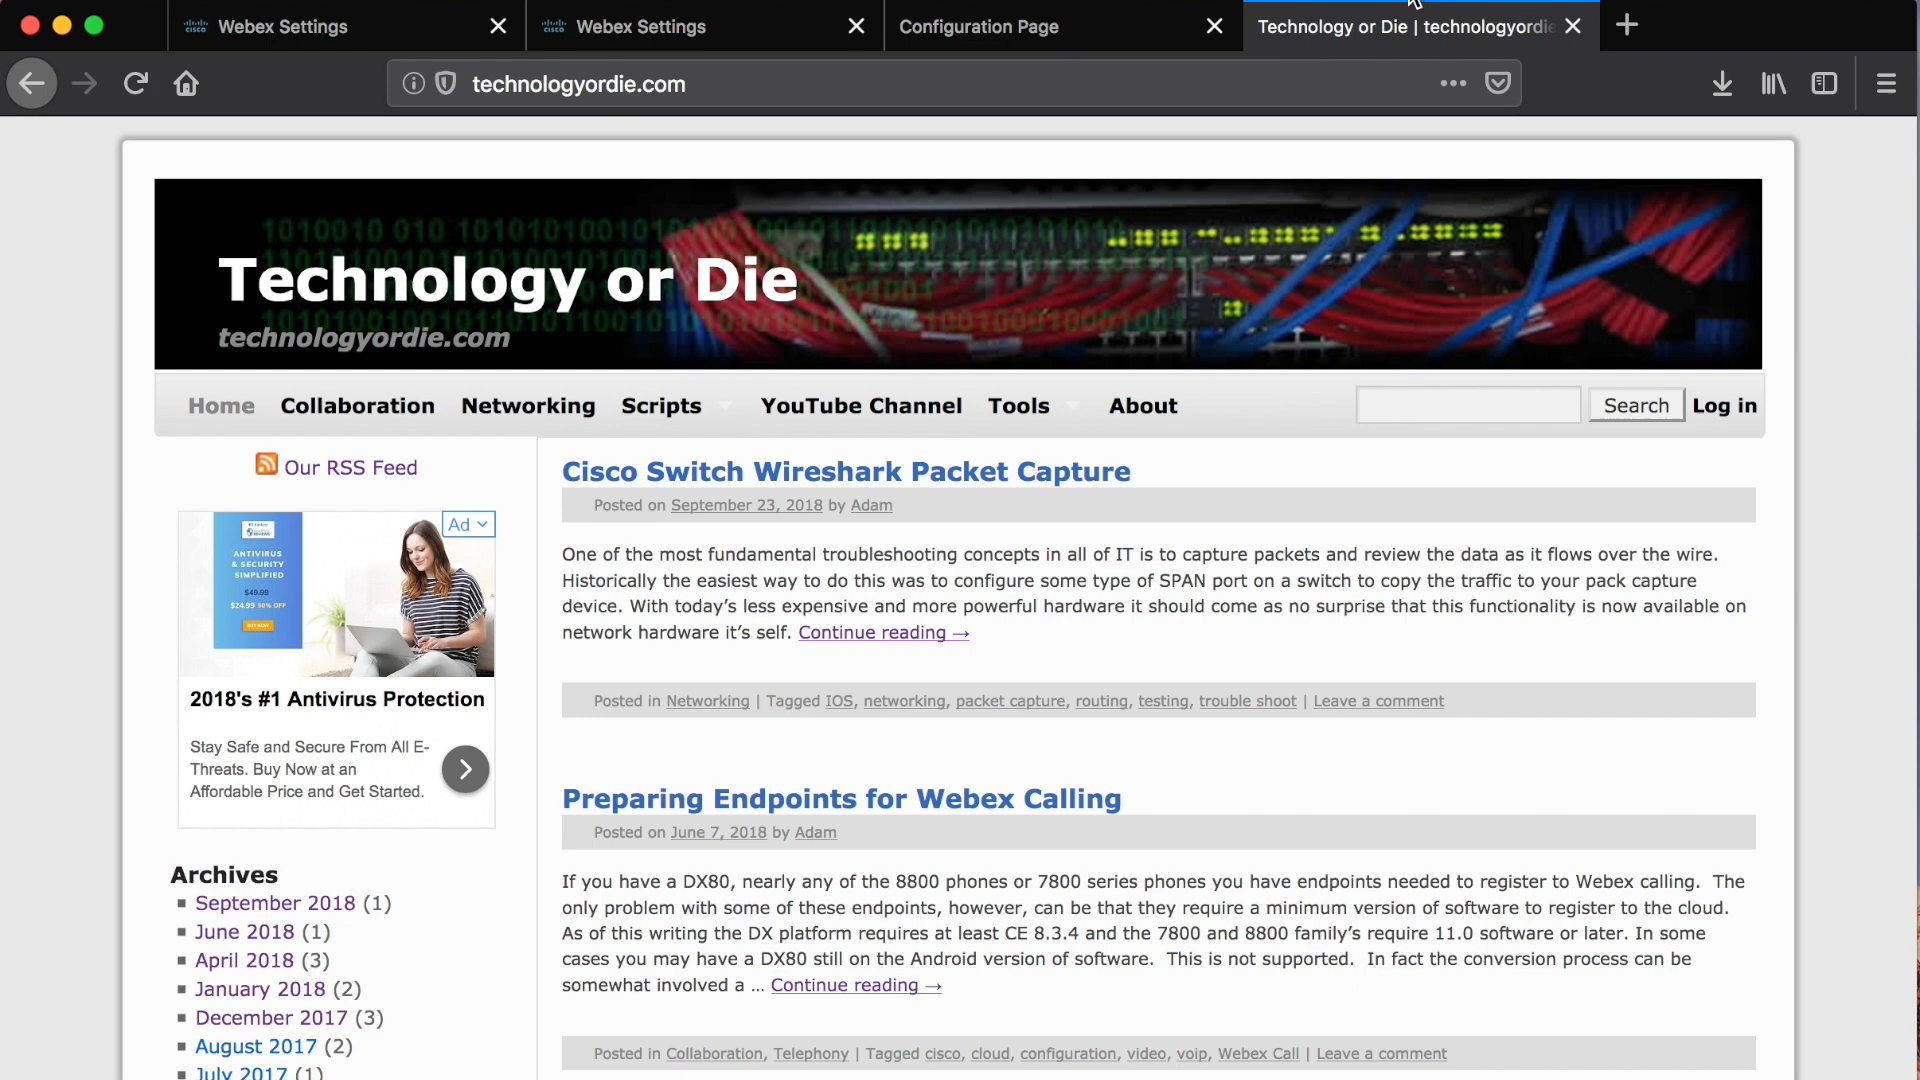 Webex Settings
Webex Settings
Configuration Page
Technology or Die | technologyordie
technologyordie.com
Technology or Die
technologyordie.com
Home Collaboration Networking Scripts YouTube Channel Tools About Search Log in
Our RSS Feed
Ad
ANTIVIRUS
& SECURITY
SIMPLIFIED
$49.99
$24.99 50% OFF
BUY NOW
2018's #1 Antivirus Protection
Stay Safe and Secure From All E-
Threats. Buy Now at an
Affordable Price and Get Started.
Archives
September 2018 (1)
June 2018 (1)
April 2018 (3)
January 2018 (2)
December 2017 (3)
August 2017 (2)
July 2017 (1)
Cisco Switch Wireshark Packet Capture
Posted on September 23, 2018 by Adam
One of the most fundamental troubleshooting concepts in all of IT is to capture packets and review the data as it flows over the wire.
Historically the easiest way to do this was to configure some type of SPAN port on a switch to copy the traffic to your pack capture
device. With today's less expensive and more powerful hardware it should come as no surprise that this functionality is now available on
network hardware it's self. Continue reading →
Posted in Networking | Tagged IOS, networking, packet capture, routing, testing, trouble shoot | Leave a comment
Preparing Endpoints for Webex Calling
Posted on June 7, 2018 by Adam
If you have a DX80, nearly any of the 8800 phones or 7800 series phones you have endpoints needed to register to Webex calling. The
only problem with some of these endpoints, however, can be that they require a minimum version of software to register to the cloud.
As of this writing the DX platform requires at least CE 8.3.4 and the 7800 and 8800 family's require 11.0 software or later. In some
cases you may have a DX80 still on the Android version of software. This is not supported. In fact the conversion process can be
somewhat involved a … Continue reading →
Posted in Collaboration, Telephony | Tagged cisco, cloud, configuration, video, voip, Webex Call | Leave a comment